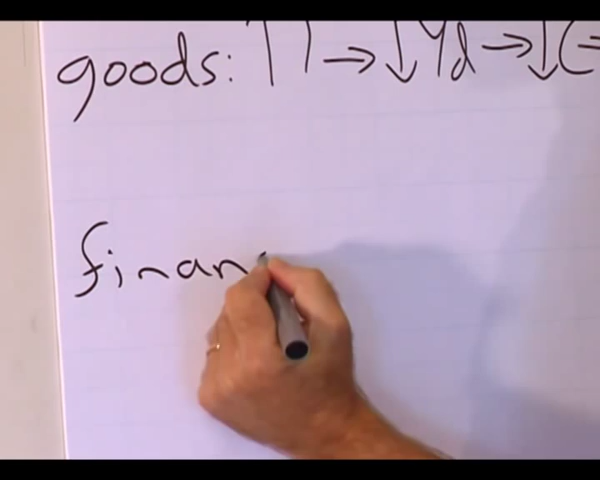 goods: ↑T → ↓Yd → ↓C =
finan